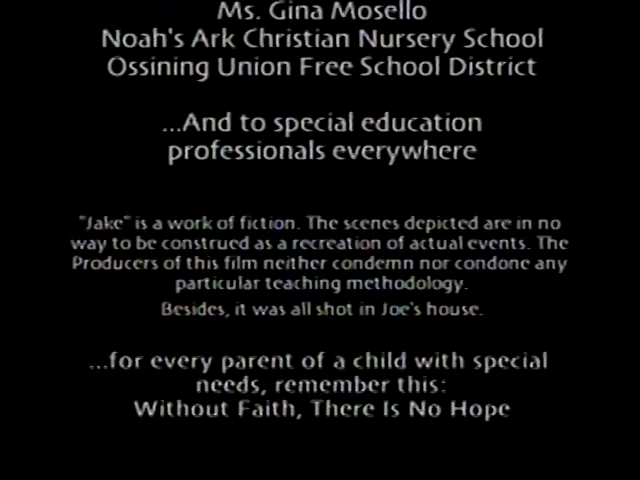 Ms. Gina Mosello
Noah's Ark Christian Nursery School
Ossining Union Free School District
...And to special education
professionals everywhere
"Jake" is a work of fiction. The scenes depicted are in no
way to be construed as a recreation of actual events. The
Producers of this film neither condemn nor condone any
particular teaching methodology.
Besides, it was all shot in Joe's house.
...for every parent of a child with special
needs, remember this:
Without Faith, There Is No Hope